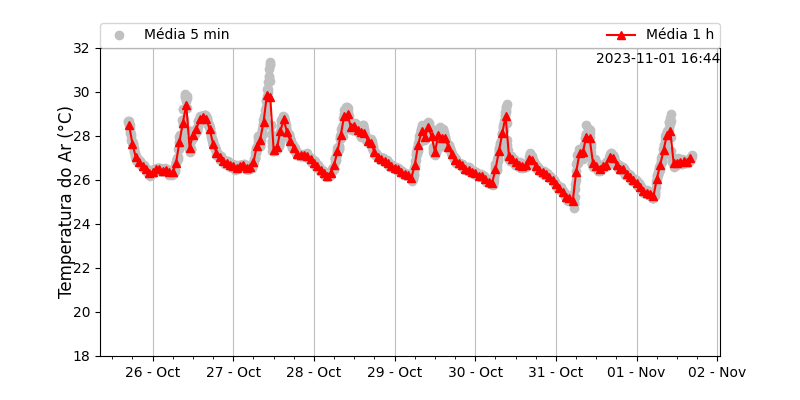 Média 5 min
Média 1 h
2023-11-01 16:44
Temperatura do Ar (°C)
32
30
28
26
24
22
20
18
26 - Oct
27 - Oct
28 - Oct
29 - Oct
30 - Oct
31 - Oct
01 - Nov
02 - Nov